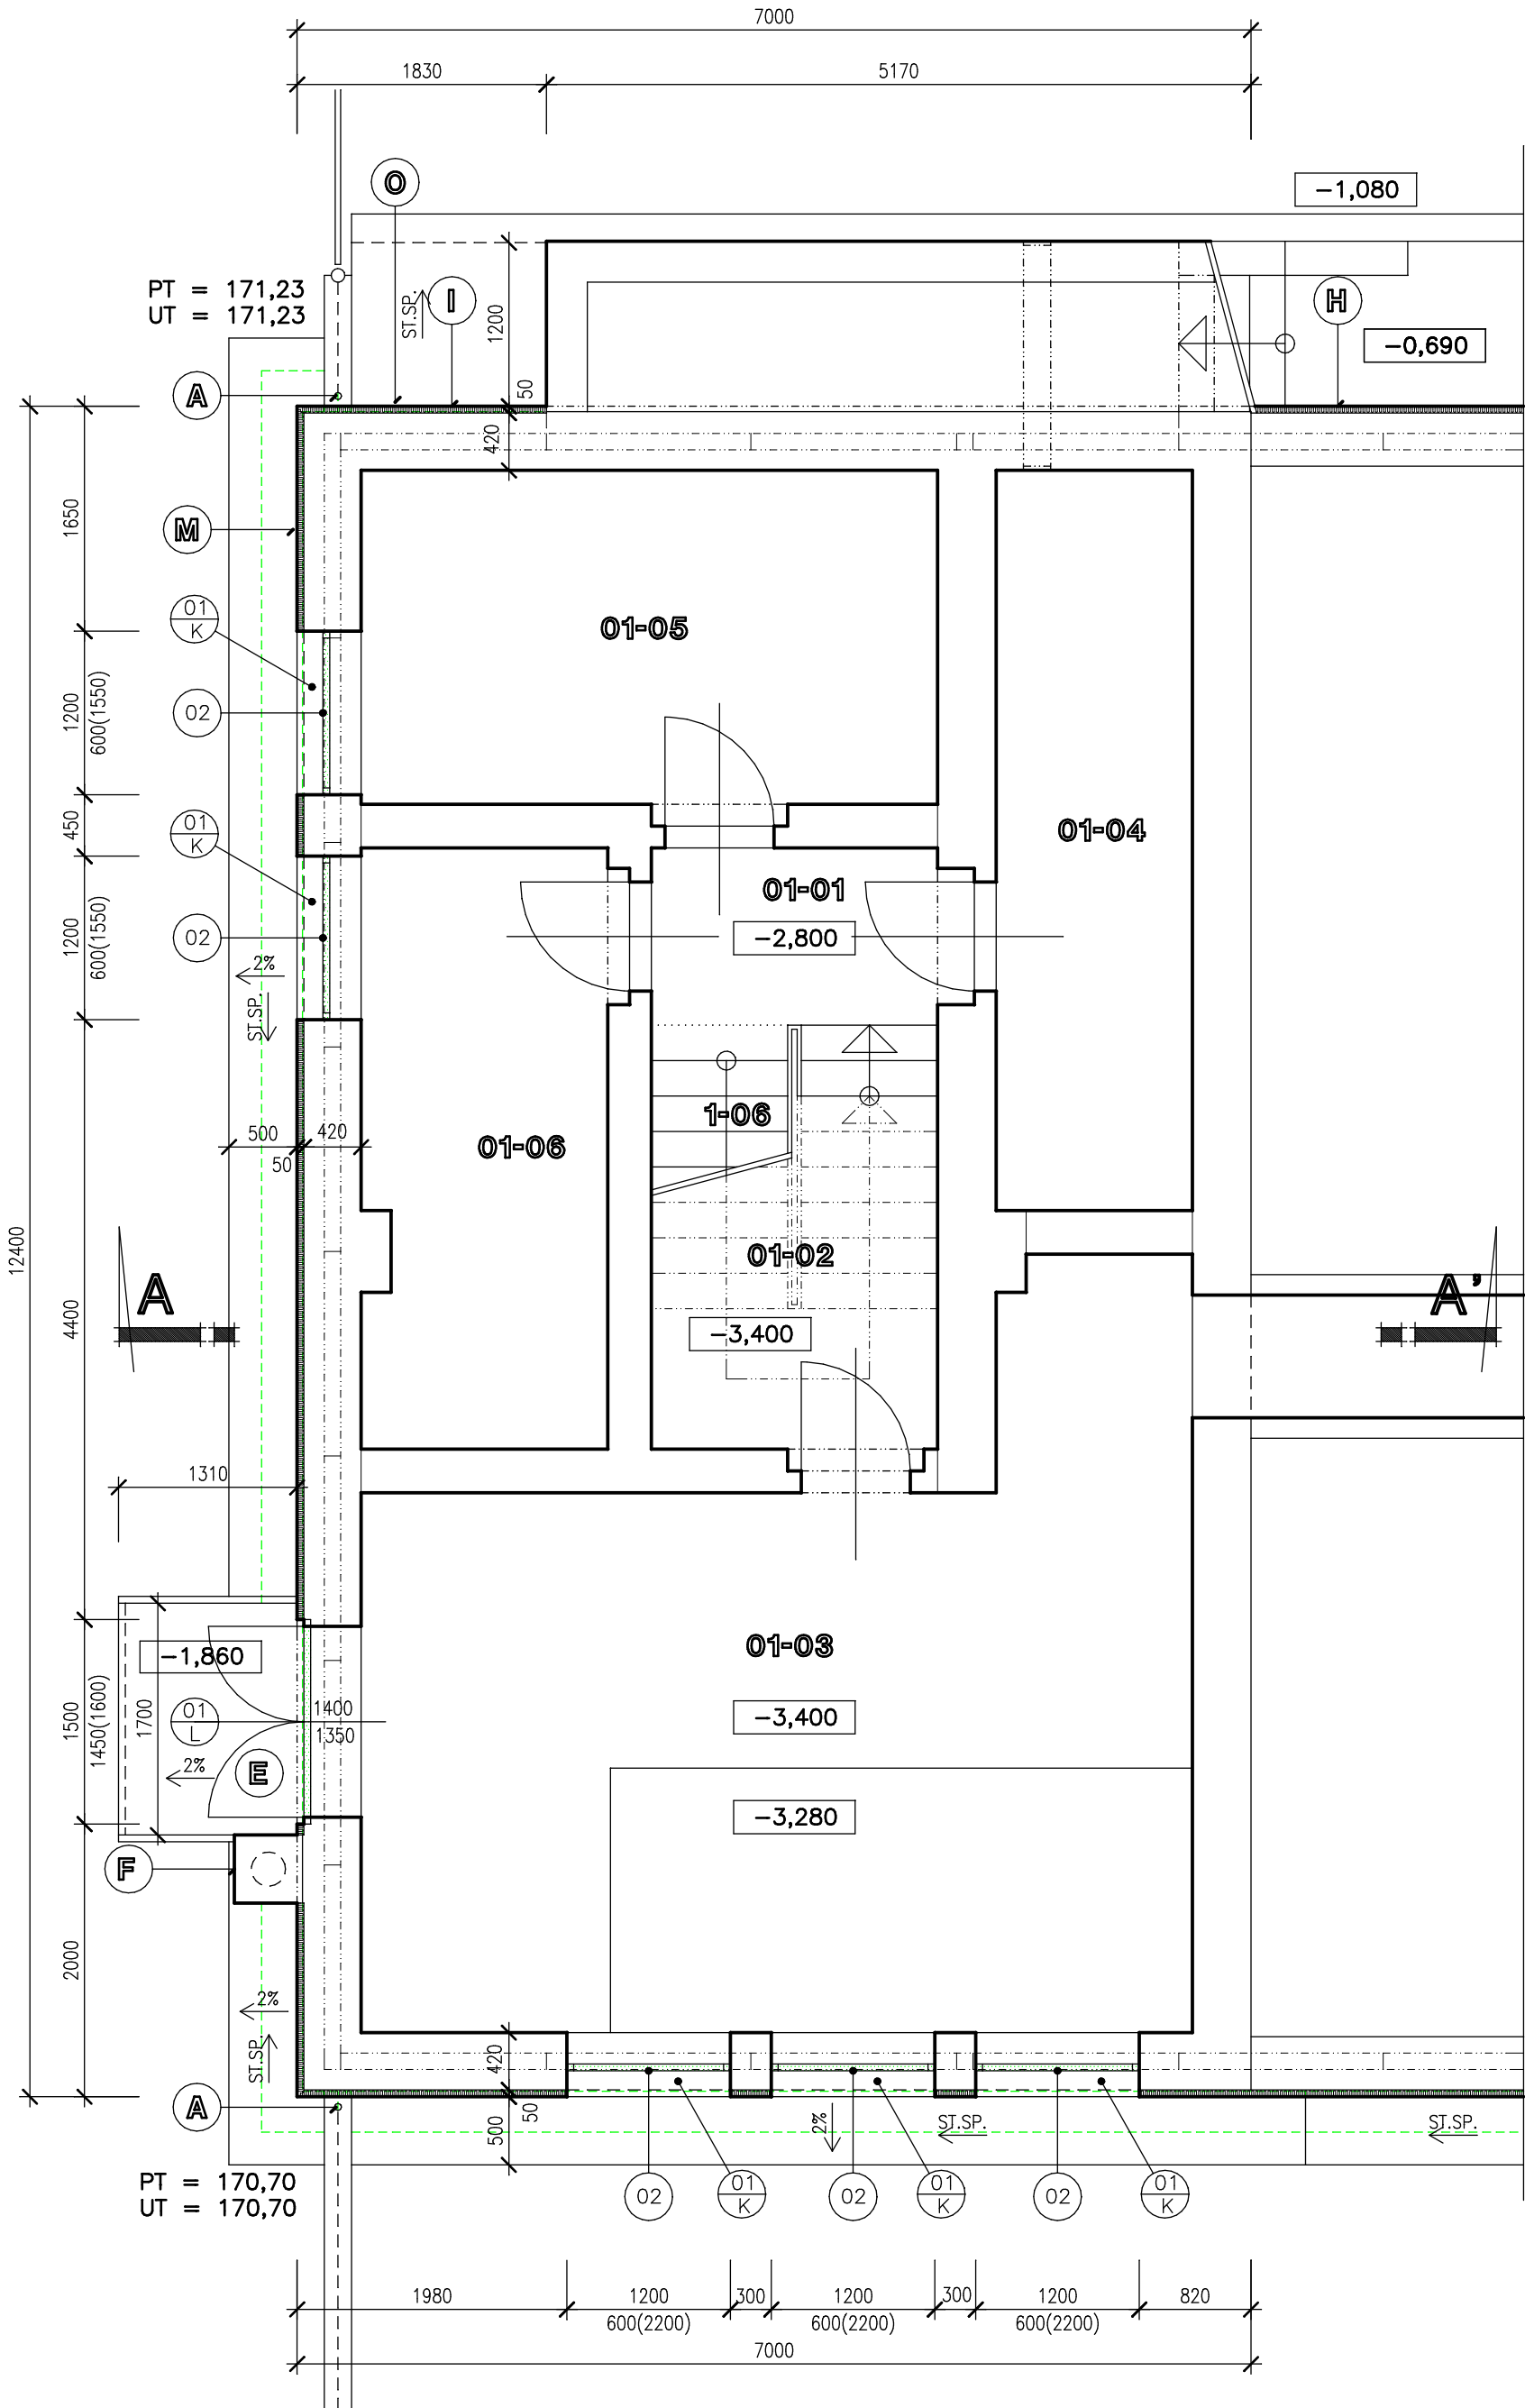 7000
1830
5170
O
-1,080
PT = 171,23
UT = 171,23
ST.SP.
I
1200
H
-0,690
A
50
420
M
1650
01
K
01-05
1200
600(1550)
02
01-04
450
01
K
01-01
-2,800
1200
600(1550)
02
2%
ST.SP.
1-06
500
420
50
01-06
12400
01-02
4400
A
A'
-3,400
1310
01-03
-1,860
1500
1450(1600)
1700
01
L
1400
1350
-3,400
2%
E
-3,280
F
2000
2%
ST.SP.
420
A
50
500
2%
ST.SP.
ST.SP.
PT = 170,70
UT = 170,70
02
01
K
02
01
K
02
01
K
1980
1200
300
1200
300
1200
820
600(2200)
600(2200)
600(2200)
7000